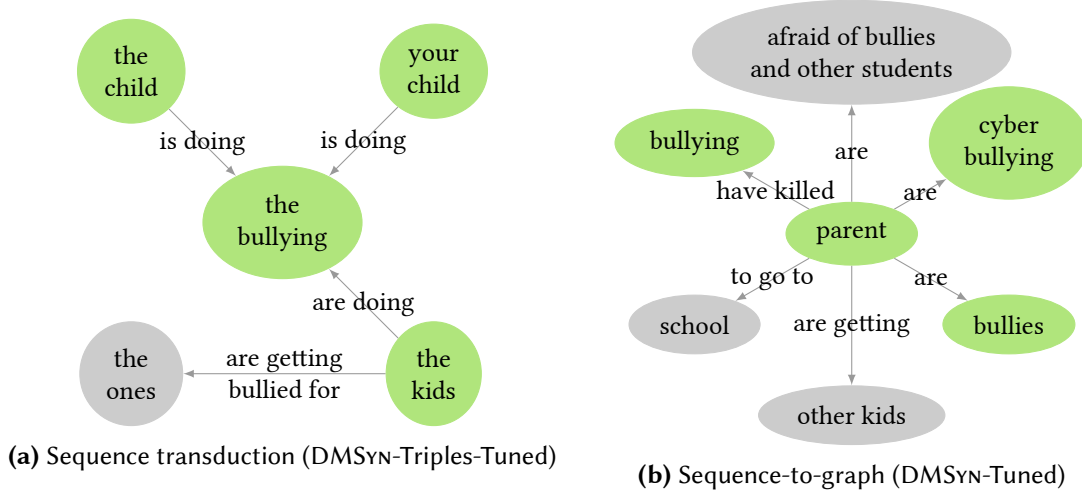 the
child
your
child
is doing
is doing
the
bullying
are doing
the
ones
are getting
bullied for
the
kids
(a) Sequence transduction (DMSyn-Triples-Tuned)
afraid of bullies
and other students
bullying
cyber
bullying
are
have killed
are
parent
to go to
are
school
are getting
bullies
other kids
(b) Sequence-to-graph (DMSyn-Tuned)